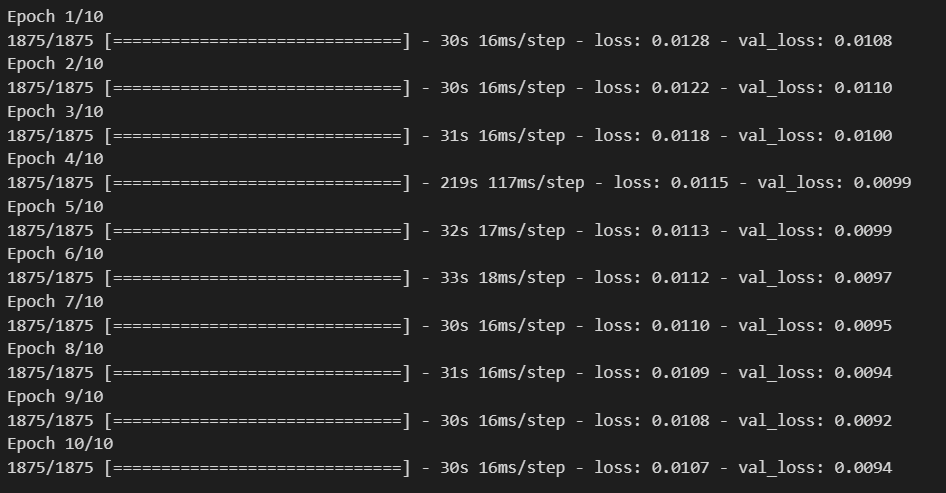 Epoch 1/10
1875/1875 [==============================] - 30s 16ms/step - loss: 0.0128 - val_loss: 0.0108
Epoch 2/10
1875/1875 [==============================] - 30s 16ms/step - loss: 0.0122 - val_loss: 0.0110
Epoch 3/10
1875/1875 [==============================] - 31s 16ms/step - loss: 0.0118 - val_loss: 0.0100
Epoch 4/10
1875/1875 [==============================] - 219s 117ms/step - loss: 0.0115 - val_loss: 0.0099
Epoch 5/10
1875/1875 [==============================] - 32s 17ms/step - loss: 0.0113 - val_loss: 0.0099
Epoch 6/10
1875/1875 [==============================] - 33s 18ms/step - loss: 0.0112 - val_loss: 0.0097
Epoch 7/10
1875/1875 [==============================] - 30s 16ms/step - loss: 0.0110 - val_loss: 0.0095
Epoch 8/10
1875/1875 [==============================] - 31s 16ms/step - loss: 0.0109 - val_loss: 0.0094
Epoch 9/10
1875/1875 [==============================] - 30s 16ms/step - loss: 0.0108 - val_loss: 0.0092
Epoch 10/10
1875/1875 [==============================] - 30s 16ms/step - loss: 0.0107 - val_loss: 0.0094